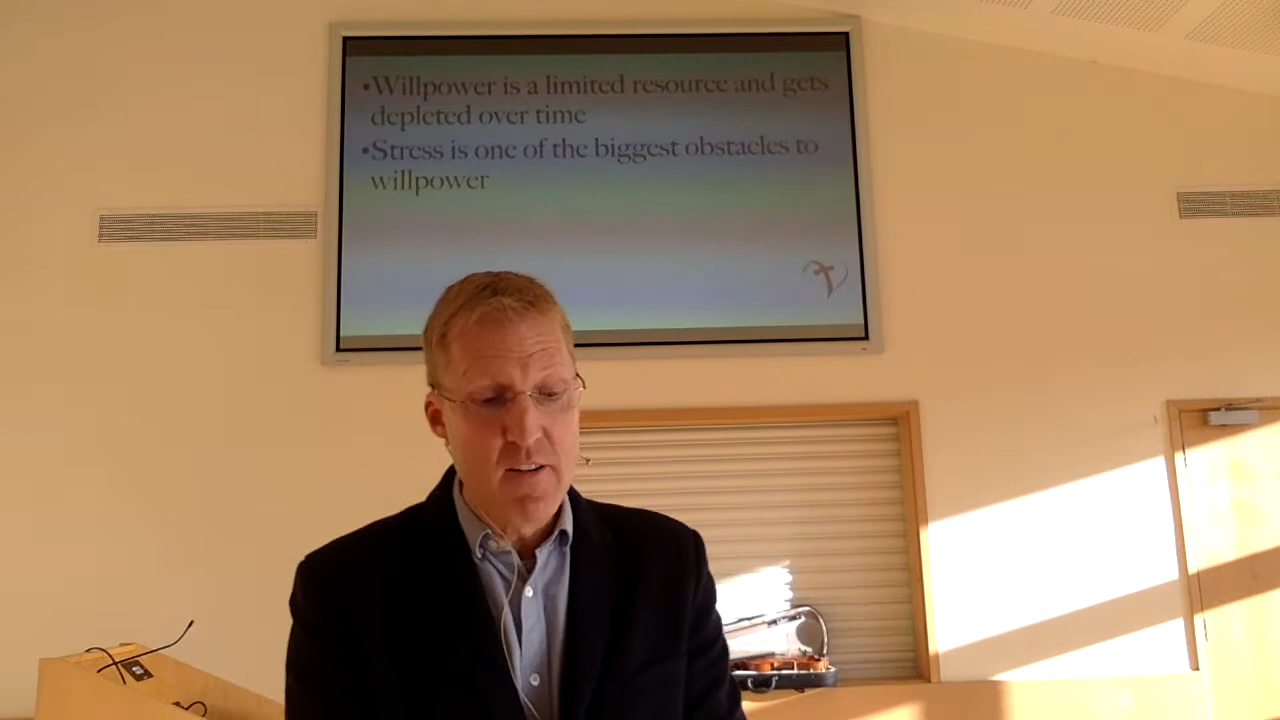 •Willpower is a limited resource and gets
depleted over time
•Stress is one of the biggest obstacles to
willpower